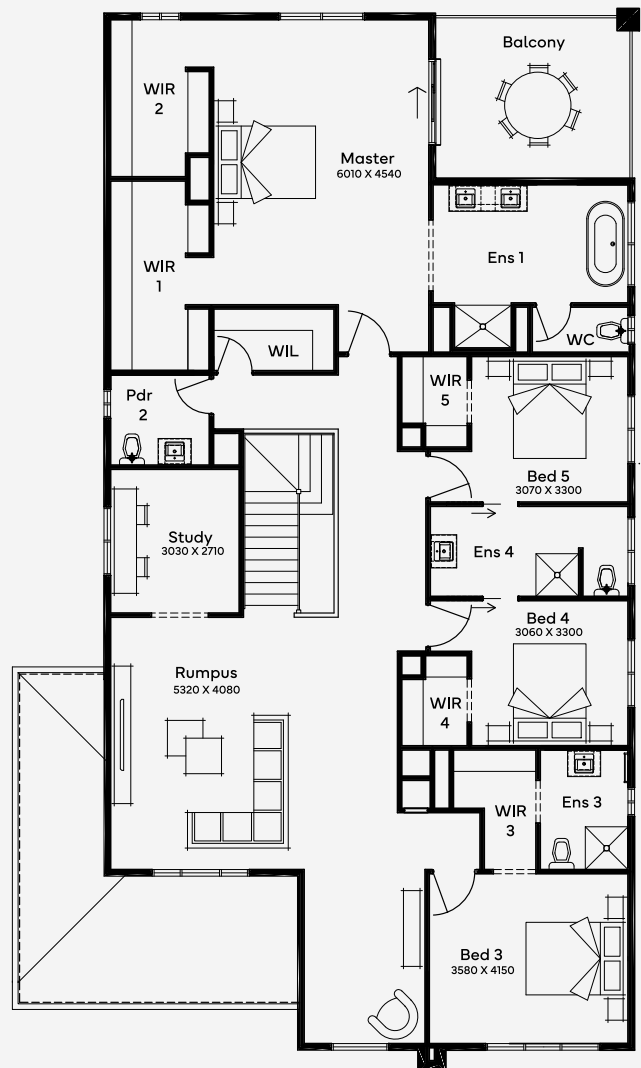 Balcony
WIR
2
Master
6010 X 4540
WIR
1
Ens 1
WC
WIL
WIR
5
Pdr
2
Bed 5
3070 X 3300
Study
3030 X 2710
Ens 4
Bed 4
3060 X 3300
Rumpus
5320 X 4080
WIR
4
WIR
3
Ens 3
Bed 3
3580 X 4150